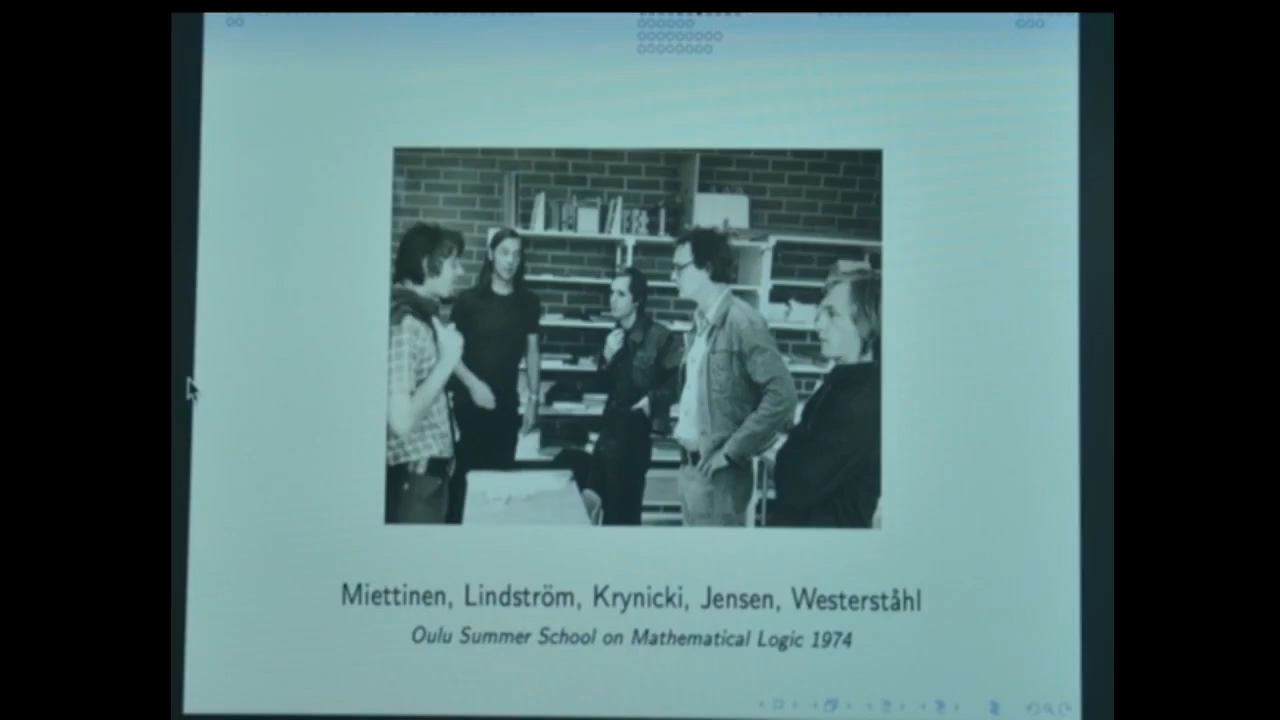 Miettinen, Lindström, Krynicki, Jensen, Westerståhl
Oulu Summer School on Mathematical Logic 1974